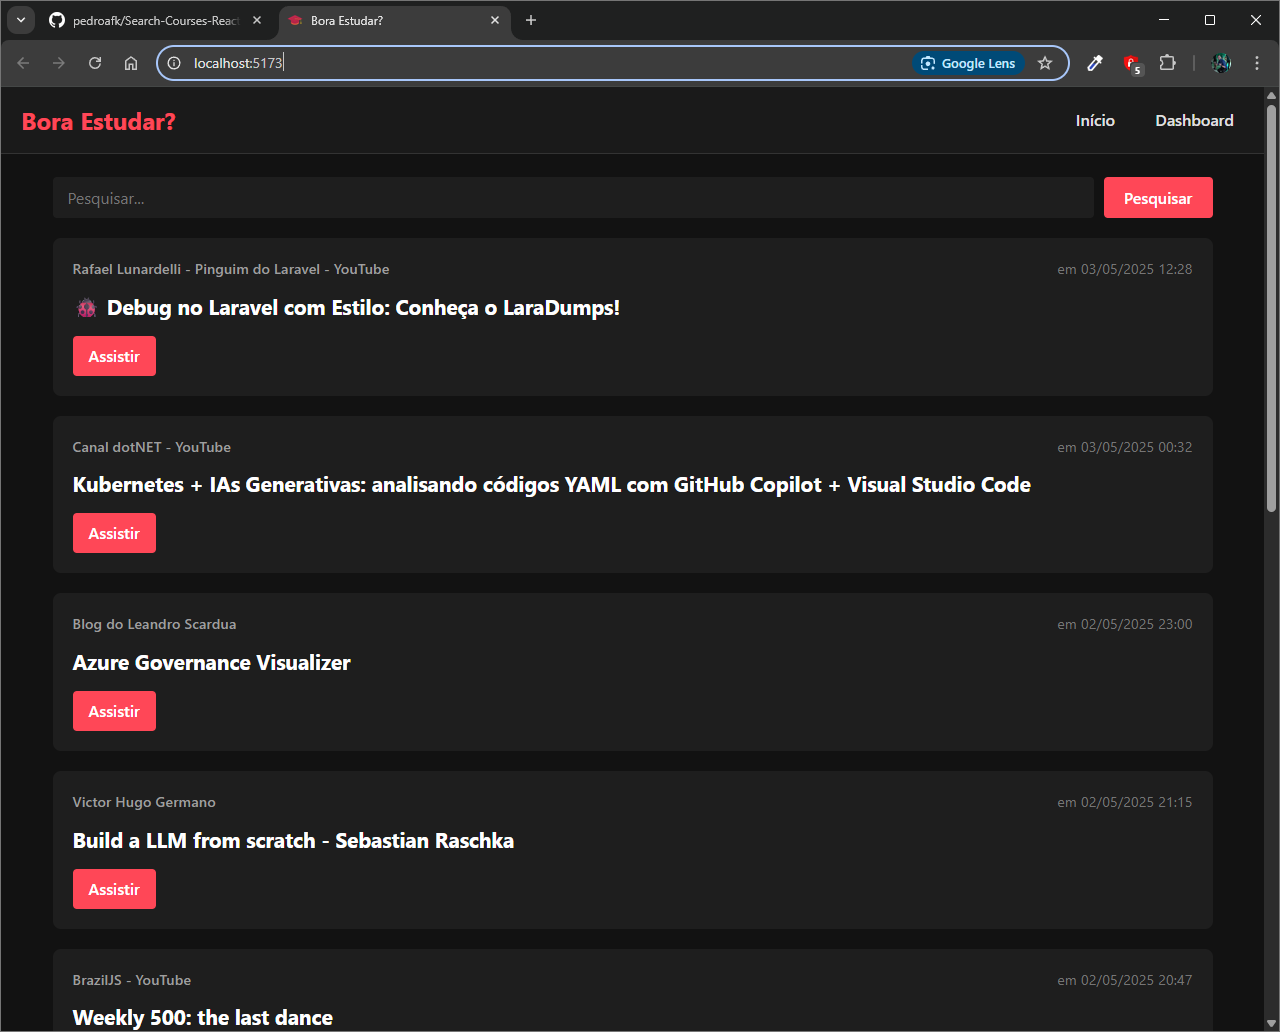 pedroafk/Search-Courses-React
Bora Estudar?
localhost:5173
Google Lens
5
Bora Estudar?
Início
Dashboard
Pesquisar...
Pesquisar
Rafael Lunardelli - Pinguim do Laravel - YouTube
em 03/05/2025 12:28
Debug no Laravel com Estilo: Conheça o LaraDumps!
Assistir
Canal dotNET - YouTube
em 03/05/2025 00:32
Kubernetes + IAs Generativas: analisando códigos YAML com GitHub Copilot + Visual Studio Code
Assistir
Blog do Leandro Scardua
em 02/05/2025 23:00
Azure Governance Visualizer
Assistir
Victor Hugo Germano
em 02/05/2025 21:15
Build a LLM from scratch - Sebastian Raschka
Assistir
BrazilJS - YouTube
em 02/05/2025 20:47
Weekly 500: the last dance